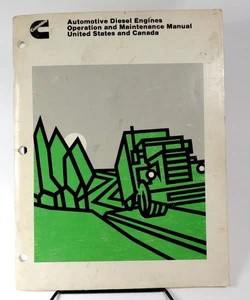 Automotive Diesel Engines
Operation and Maintenance Manual
United States and Canada